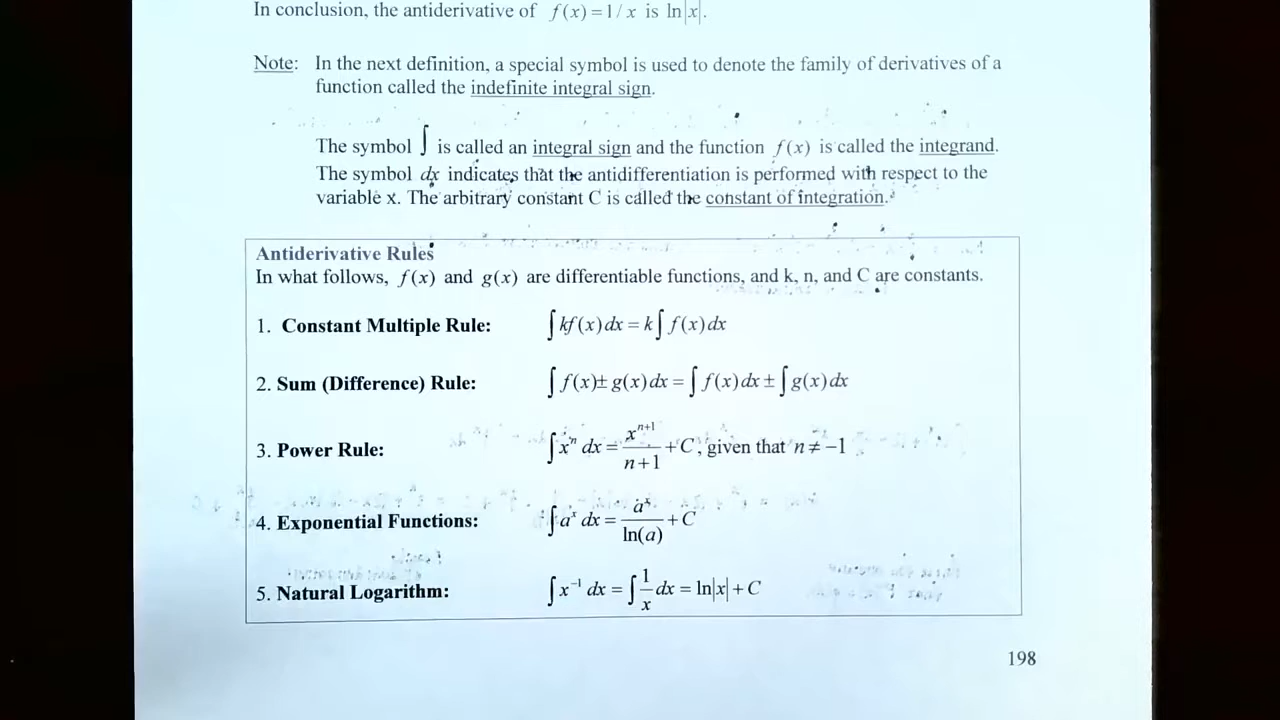 In conclusion, the antiderivative of f(x)=1/x is ln|x|.
Note: In the next definition, a special symbol is used to denote the family of derivatives of a
function called the indefinite integral sign.
The symbol ∫ is called an integral sign and the function f(x) is called the integrand.
The symbol dx indicates that the antidifferentiation is performed with respect to the
variable x. The arbitrary constant C is called the constant of integration.
Antiderivative Rules
In what follows, f(x) and g(x) are differentiable functions, and k, n, and C are constants.
1. Constant Multiple Rule: ∫kf(x)dx = k∫f(x)dx
2. Sum (Difference) Rule: ∫f(x)±g(x)dx = ∫f(x)dx ± ∫g(x)dx
3. Power Rule: ∫xⁿ dx = xⁿ⁺¹/(n+1) + C, given that n ≠ −1
4. Exponential Functions: ∫aˣ dx = aˣ/ln(a) + C
5. Natural Logarithm: ∫x⁻¹ dx = ∫1/x dx = ln|x| + C
198